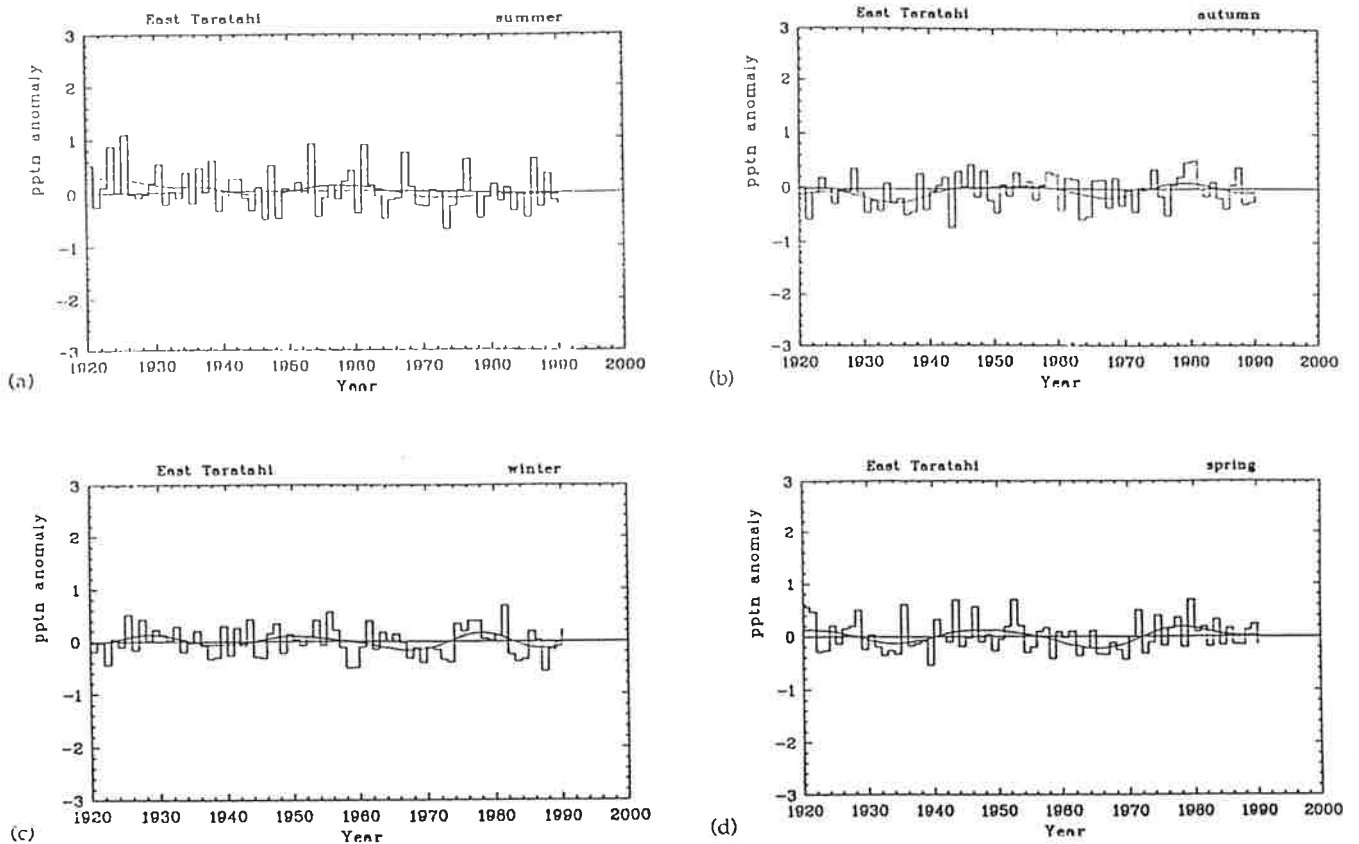 East Taratahi summer
3
2
1
0
-1
-2
-3
pptn anomaly
1920 1930 1940 1950 1960 1970 1980 1990 2000
Year
(a)
East Taratahi autumn
3
2
1
0
-1
-2
-3
pptn anomaly
1920 1930 1940 1950 1960 1970 1980 1990 2000
Year
(b)
East Taratahi winter
3
2
1
0
-1
-2
-3
pptn anomaly
1920 1930 1940 1950 1960 1970 1980 1990 2000
Year
(c)
East Taratahi spring
3
2
1
0
-1
-2
-3
pptn anomaly
1920 1930 1940 1950 1960 1970 1980 1990 2000
Year
(d)